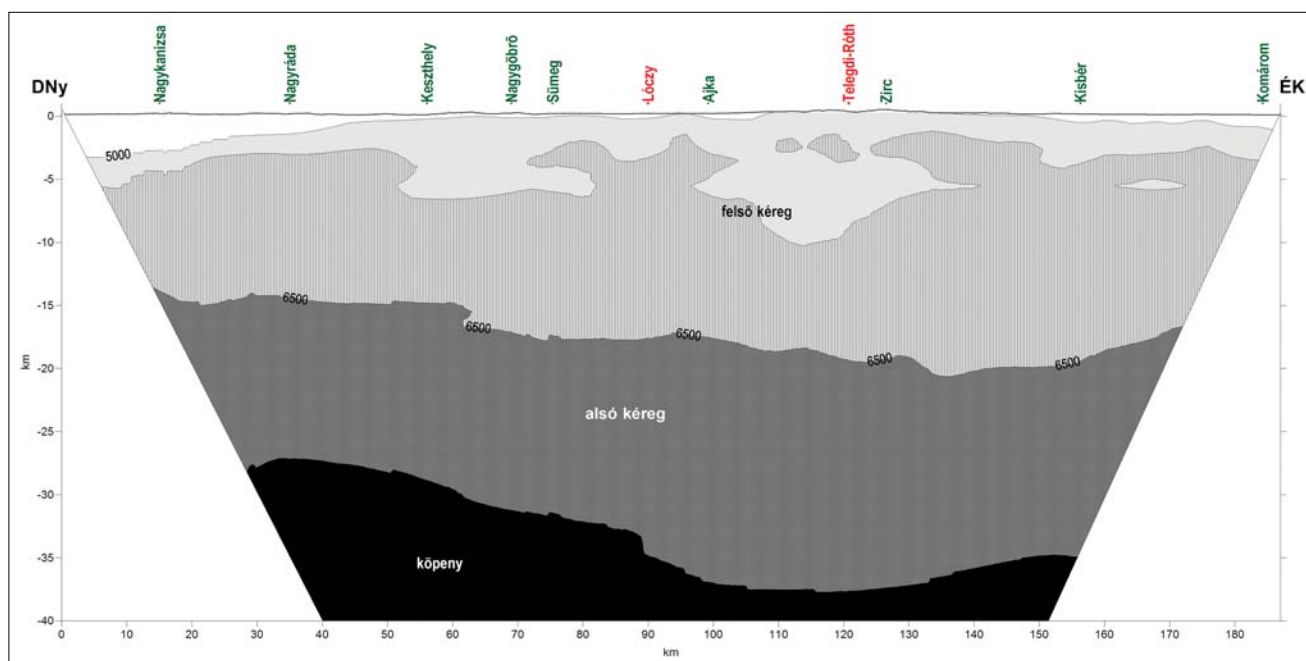 DNy
·Nagykanizsa
·Nagyráda
·Keszthely
·Nagygöbrö
·Sümeg
·Lóczy
·Ajka
·Telegdi-Róth
·Zirc
·Kisbér
·Komárom
ÉK
0
5000
-5
felső kéreg
-10
-15
6500
6500
6500
6500
6500
km
-20
alsó kéreg
-25
-30
köpeny
-35
-40
0 10 20 30 40 50 60 70 80 90 100 110 120 130 140 150 160 170 180
km